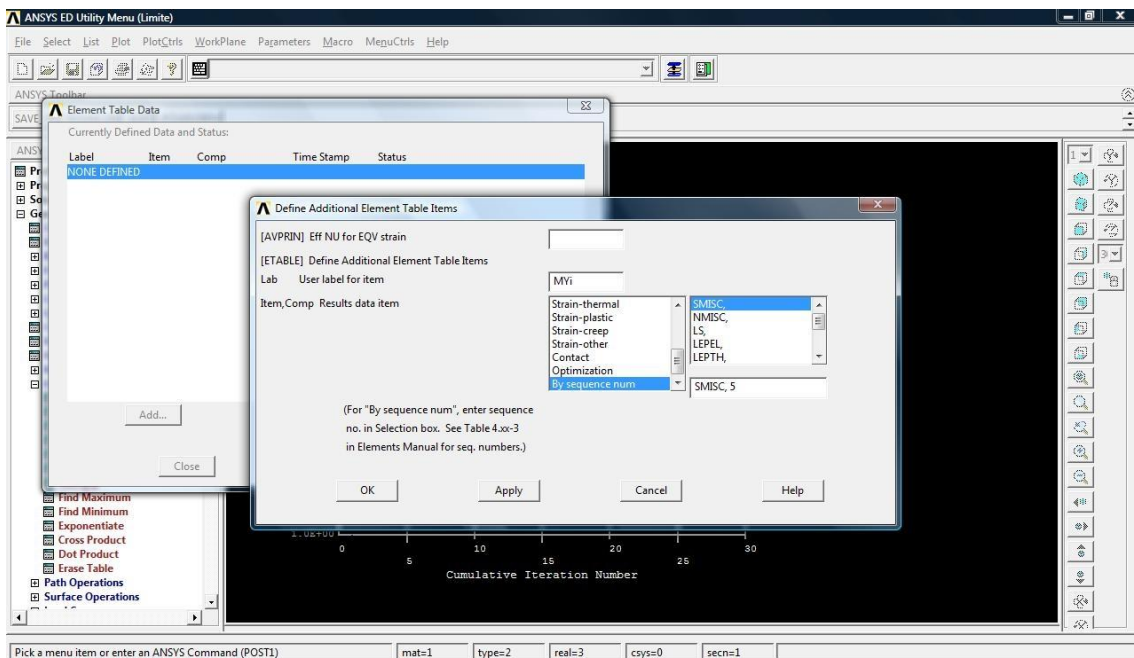 ANSYS ED Utility Menu (Limite)
File Select List Plot PlotCtrls WorkPlane Parameters Macro MenuCtrls Help
ANSYS Toolbar
SAVE
Element Table Data
Currently Defined Data and Status:
Label Item Comp Time Stamp Status
NONE DEFINED
Add...
Close
Define Additional Element Table Items
[AVPRIN] Eff NU for EQV strain
[ETABLE] Define Additional Element Table Items
Lab User label for item MYi
Item,Comp Results data item
Strain-thermal SMISC,
Strain-plastic NMISC,
Strain-creep LS,
Strain-other LEPEL,
Contact LEPTH,
Optimization
By sequence num SMISC, 5
(For "By sequence num", enter sequence
no. in Selection box. See Table 4.xx-3
in Elements Manual for seq. numbers.)
OK Apply Cancel Help
Find Maximum
Find Minimum
Exponentiate
Cross Product
Dot Product
Erase Table
Path Operations
Surface Operations
1.0E+00
0 10 20 30
5 15 25
Cumulative Iteration Number
1
Pick a menu item or enter an ANSYS Command (POST1) mat=1 type=2 real=3 csys=0 secn=1